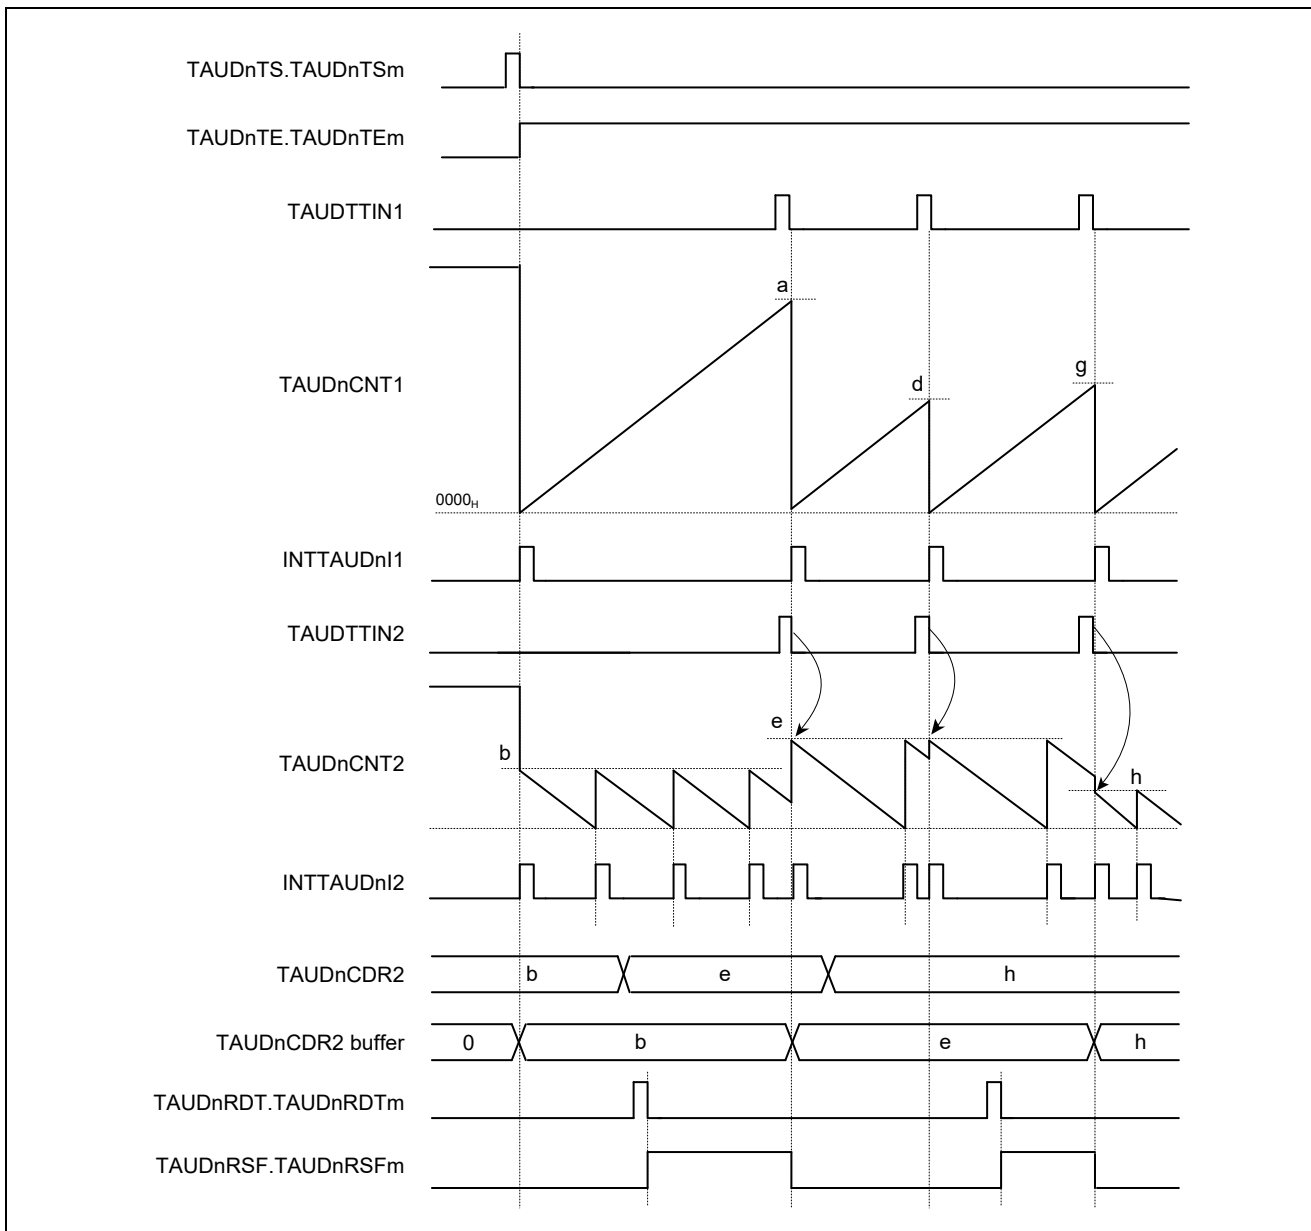 TAUDnTS.TAUDnTSm
TAUDnTE.TAUDnTEm
TAUDTTIN1
a
d
g
TAUDnCNT1
0000H
INTTAUDnI1
TAUDTTIN2
e
b
h
TAUDnCNT2
INTTAUDnI2
TAUDnCDR2 b e h
TAUDnCDR2 buffer 0 b e h
TAUDnRDT.TAUDnRDTm
TAUDnRSF.TAUDnRSFm